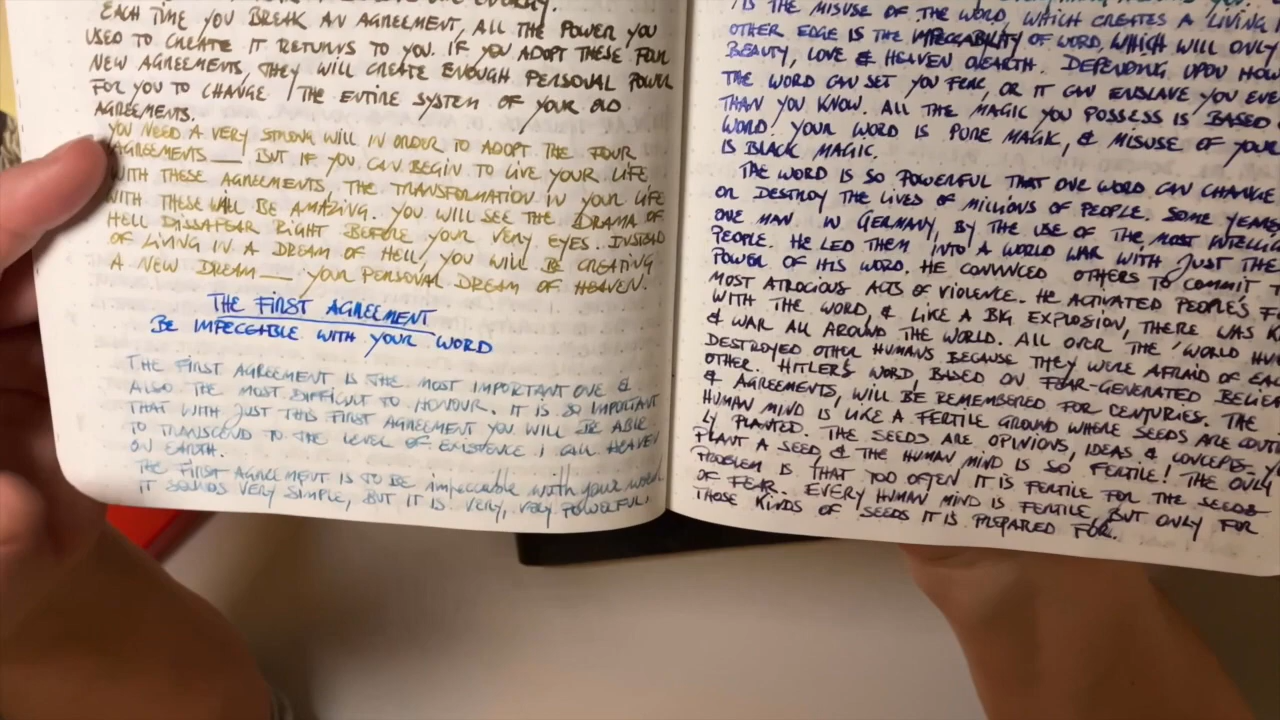 EACH TIME YOU BREAK AN AGREEMENT, ALL THE POWER YOU
USED TO CREATE IT RETURNS TO YOU. IF YOU ADOPT THESE FOUR
NEW AGREEMENTS, THEY WILL CREATE ENOUGH PERSONAL POWER
FOR YOU TO CHANGE THE ENTIRE SYSTEM OF YOUR OLD
AGREEMENTS.
YOU NEED A VERY STRONG WILL IN ORDER TO ADOPT THE FOUR
AGREEMENTS — BUT IF YOU CAN BEGIN TO LIVE YOUR LIFE
WITH THESE AGREEMENTS, THE TRANSFORMATION IN YOUR LIFE
WITH THESE WILL BE AMAZING. YOU WILL SEE THE DRAMA OF
HELL DISSAPEAR RIGHT BEFORE YOUR VERY EYES. INSTEAD
OF LIVING IN A DREAM OF HELL, YOU WILL BE CREATING
A NEW DREAM — YOUR PERSONAL DREAM OF HEAVEN.
THE FIRST AGREEMENT
BE IMPECCABLE WITH YOUR WORD
THE FIRST AGREEMENT IS THE MOST IMPORTANT ONE &
ALSO THE MOST DIFFICULT TO HONOUR. IT IS SO IMPORTANT
THAT WITH JUST THIS FIRST AGREEMENT YOU WILL BE ABLE
TO TRANSCEND TO THE LEVEL OF EXISTENCE I CALL HEAVEN
ON EARTH.
THE FIRST AGREEMENT IS TO BE impeccable with your word
IT SOUNDS VERY SIMPLE, BUT IT IS VERY, VERY POWERFUL!
IS THE MISUSE OF THE WORD, WHICH CREATES A LIVING
OTHER EDGE IS THE IMPECCABILITY OF WORD, WHICH WILL ONLY
BEAUTY, LOVE & HEAVEN ON EARTH. DEPENDING UPON HOW
THE WORD CAN SET YOU FREE, OR IT CAN ENSLAVE YOU EVE
THAN YOU KNOW. ALL THE MAGIC YOU POSSESS IS BASED
WORD. YOUR WORD IS PURE MAGIK, & MISUSE OF YOUR
IS BLACK MAGIC.
THE WORD IS SO POWERFUL THAT ONE WORD CAN CHANGE
OR DESTROY THE LIVES OF MILLIONS OF PEOPLE. SOME YEARS
ONE MAN IN GERMANY, BY THE USE OF THE MOST INTELLIG
PEOPLE. HE LED THEM INTO A WORLD WAR WITH JUST THE
POWER OF HIS WORD. HE CONVINCED OTHERS TO COMMIT T
MOST ATROCIOUS ACTS OF VIOLENCE. HE ACTIVATED PEOPLE'S F
WITH THE WORD, & LIKE A BIG EXPLOSION, THERE WAS K
& WAR ALL AROUND THE WORLD. ALL OVER THE WORLD HUM
DESTROYED OTHER HUMANS BECAUSE THEY WERE AFRAID OF EAC
OTHER. HITLER'S WORD, BASED ON FEAR-GENERATED BELIE
& AGREEMENTS, WILL BE REMEMBERED FOR CENTURIES. THE
HUMAN MIND IS LIKE A FERTILE GROUND WHERE SEEDS ARE CONT
LY PLANTED. THE SEEDS ARE OPINIONS, IDEAS & CONCEPTS- Y
PLANT A SEED, & THE HUMAN MIND IS SO FERTILE! THE ONLY
PROBLEM IS THAT TOO OFTEN IT IS FERTILE FOR THE SEEDS
OF FEAR. EVERY HUMAN MIND IS FERTILE, BUT ONLY FOR
THOSE KINDS OF SEEDS IT IS PREPARED FOR.